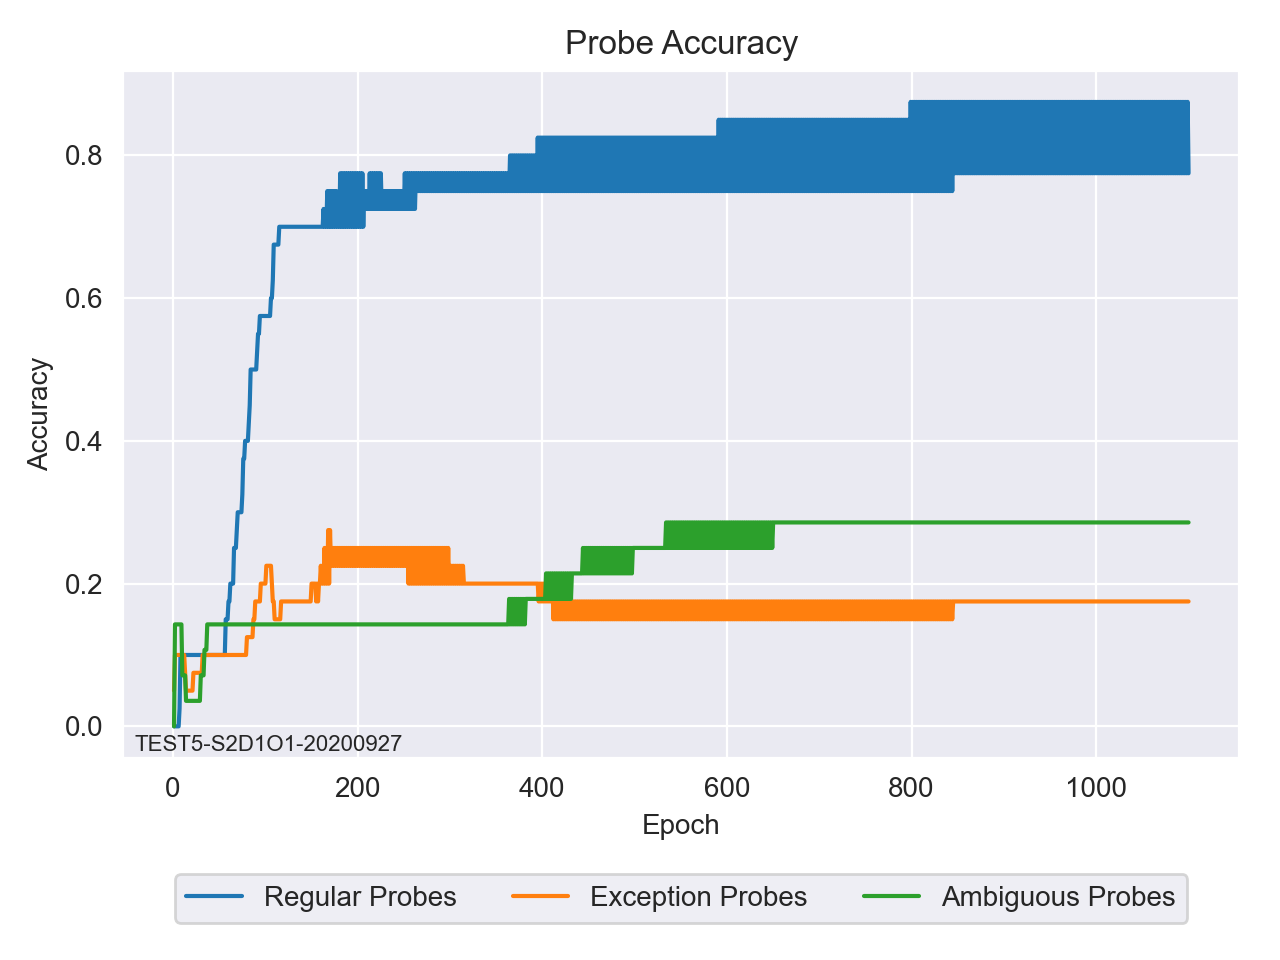 Probe Accuracy
Accuracy
0.8
0.6
0.4
0.2
0.0
TEST5-S2D1O1-20200927
0 200 400 600 800 1000
Epoch
Regular Probes Exception Probes Ambiguous Probes